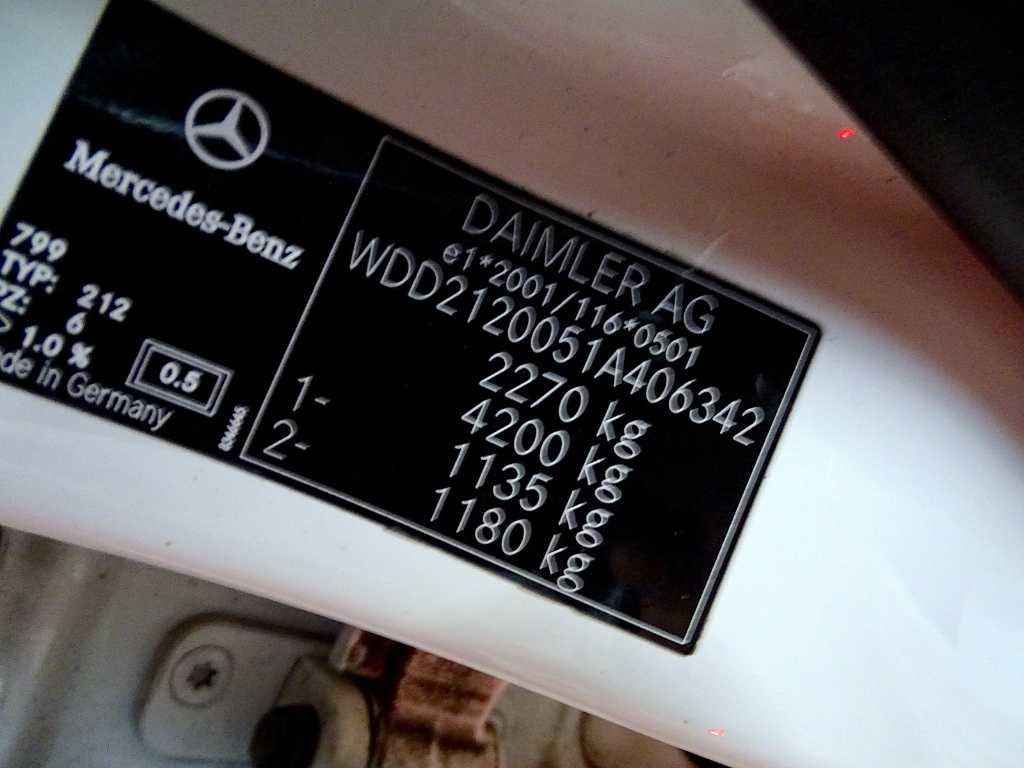 Mercedes-Benz
799
TYP: 212
PZ: 6
1.0 %
0.5
in Germany
DAIMLER AG
e1*2001/116*0501
WDD2120051A406342
2270 kg
4200 kg
1- 1135 kg
2- 1180 kg